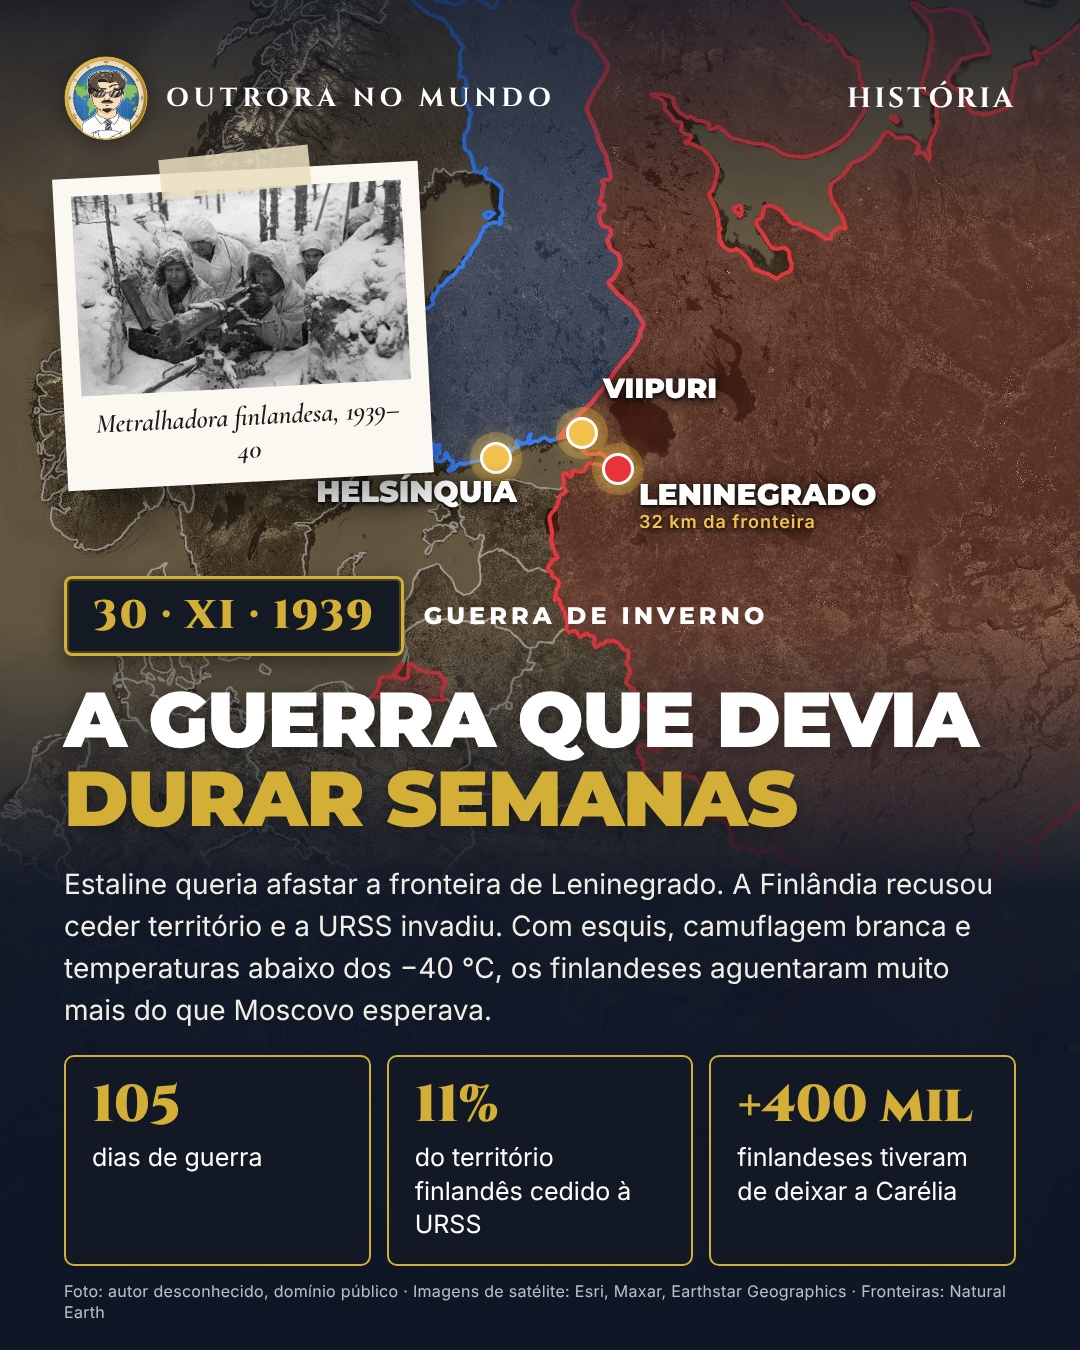 OUTRORA NO MUNDO
HISTÓRIA
Metralhadora finlandesa, 1939–
40
VIIPURI
HELSÍNQUIA
LENINEGRADO
32 km da fronteira
30 · XI · 1939
GUERRA DE INVERNO
A GUERRA QUE DEVIA
DURAR SEMANAS
Estaline queria afastar a fronteira de Leninegrado. A Finlândia recusou
ceder território e a URSS invadiu. Com esquis, camuflagem branca e
temperaturas abaixo dos −40 °C, os finlandeses aguentaram muito
mais do que Moscovo esperava.
105
dias de guerra
11%
do território
finlandês cedido à
URSS
+400 MIL
finlandeses tiveram
de deixar a Carélia
Foto: autor desconhecido, domínio público · Imagens de satélite: Esri, Maxar, Earthstar Geographics · Fronteiras: Natural
Earth